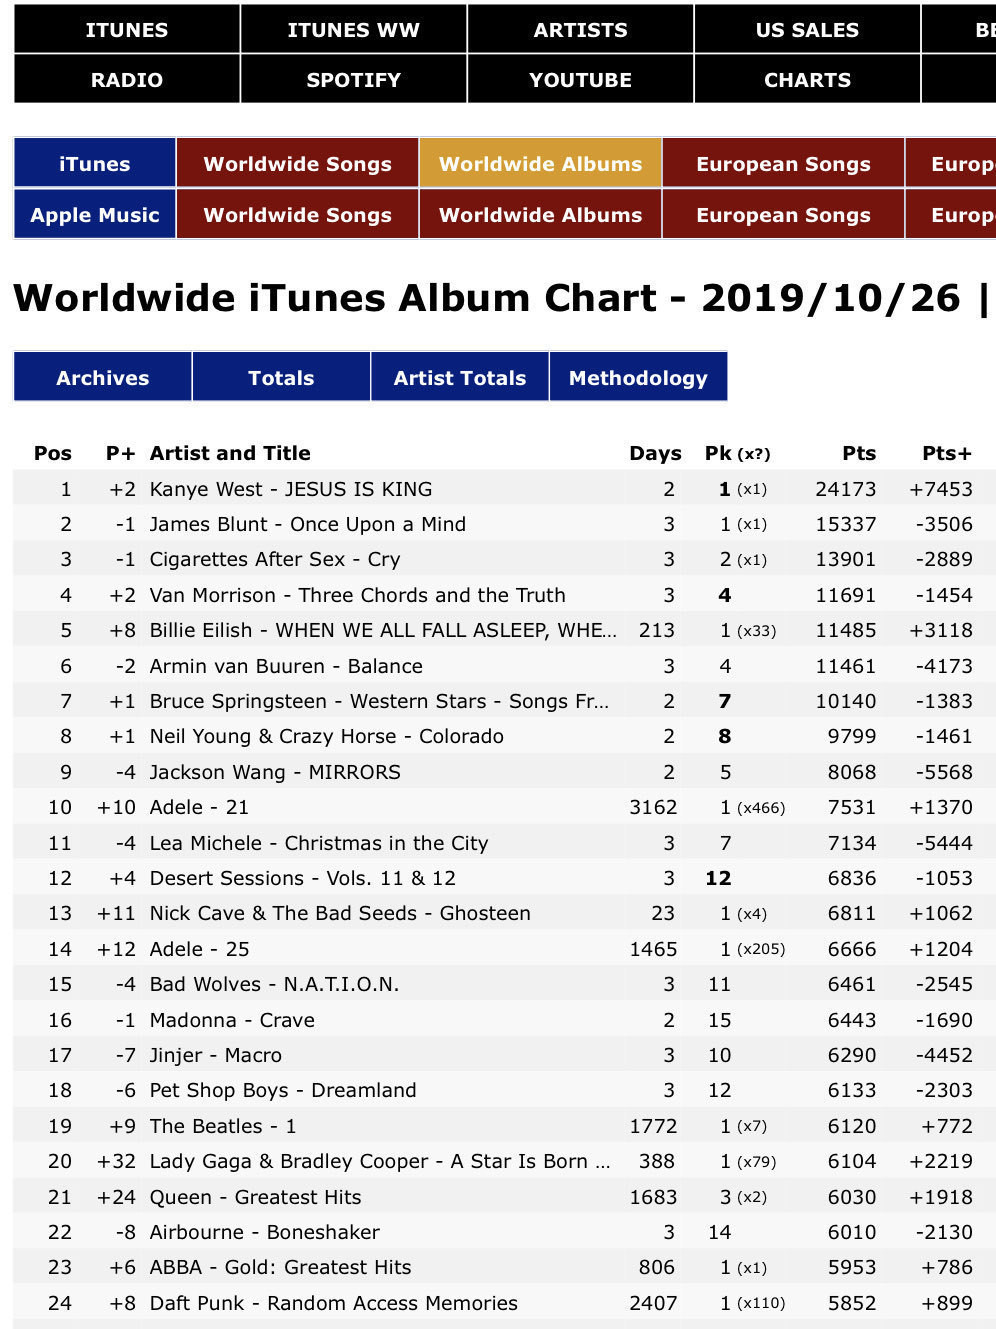 ITUNES ITUNES WW ARTISTS US SALES BE
RADIO SPOTIFY YOUTUBE CHARTS
iTunes Worldwide Songs Worldwide Albums European Songs Europ
Apple Music Worldwide Songs Worldwide Albums European Songs Europ
Worldwide iTunes Album Chart - 2019/10/26 |
Archives Totals Artist Totals Methodology
Pos P+ Artist and Title Days Pk (x?) Pts Pts+
1 +2 Kanye West - JESUS IS KING 2 1 (x1) 24173 +7453
2 -1 James Blunt - Once Upon a Mind 3 1 (x1) 15337 -3506
3 -1 Cigarettes After Sex - Cry 3 2 (x1) 13901 -2889
4 +2 Van Morrison - Three Chords and the Truth 3 4 11691 -1454
5 +8 Billie Eilish - WHEN WE ALL FALL ASLEEP, WHE... 213 1 (x33) 11485 +3118
6 -2 Armin van Buuren - Balance 3 4 11461 -4173
7 +1 Bruce Springsteen - Western Stars - Songs Fr... 2 7 10140 -1383
8 +1 Neil Young & Crazy Horse - Colorado 2 8 9799 -1461
9 -4 Jackson Wang - MIRRORS 2 5 8068 -5568
10 +10 Adele - 21 3162 1 (x466) 7531 +1370
11 -4 Lea Michele - Christmas in the City 3 7 7134 -5444
12 +4 Desert Sessions - Vols. 11 & 12 3 12 6836 -1053
13 +11 Nick Cave & The Bad Seeds - Ghosteen 23 1 (x4) 6811 +1062
14 +12 Adele - 25 1465 1 (x205) 6666 +1204
15 -4 Bad Wolves - N.A.T.I.O.N. 3 11 6461 -2545
16 -1 Madonna - Crave 2 15 6443 -1690
17 -7 Jinjer - Macro 3 10 6290 -4452
18 -6 Pet Shop Boys - Dreamland 3 12 6133 -2303
19 +9 The Beatles - 1 1772 1 (x7) 6120 +772
20 +32 Lady Gaga & Bradley Cooper - A Star Is Born ... 388 1 (x79) 6104 +2219
21 +24 Queen - Greatest Hits 1683 3 (x2) 6030 +1918
22 -8 Airbourne - Boneshaker 3 14 6010 -2130
23 +6 ABBA - Gold: Greatest Hits 806 1 (x1) 5953 +786
24 +8 Daft Punk - Random Access Memories 2407 1 (x110) 5852 +899